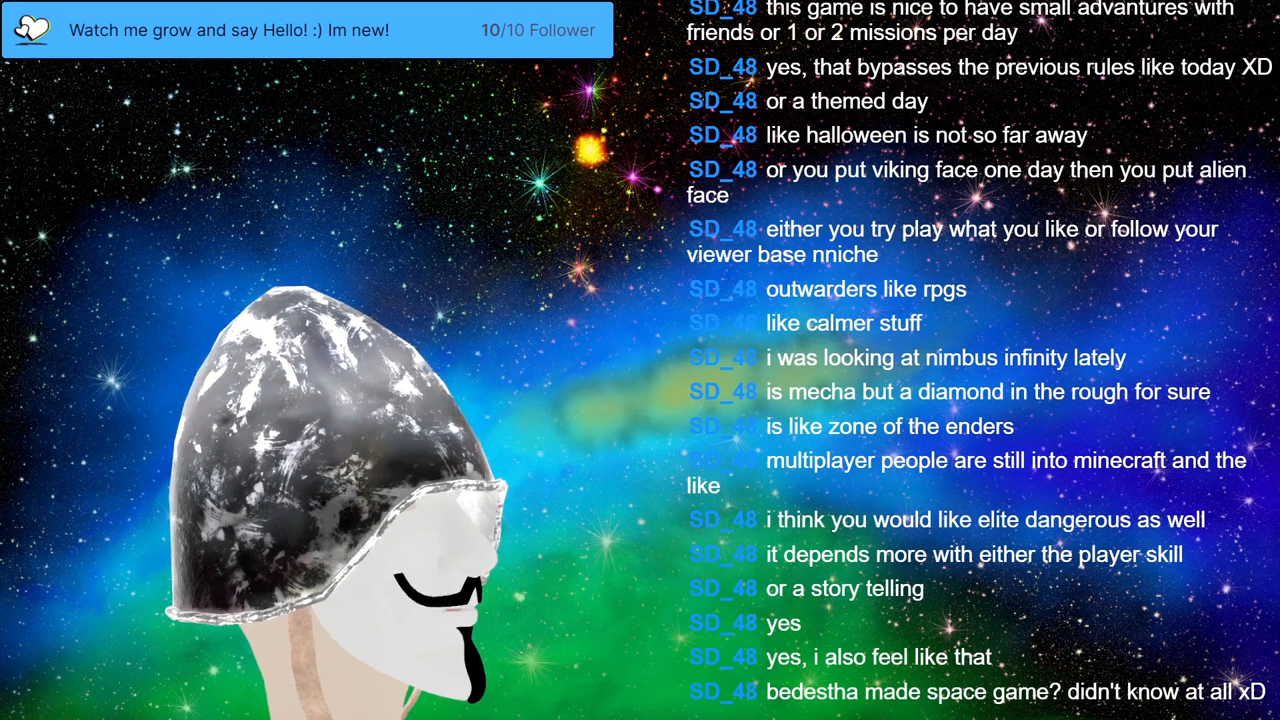 Watch me grow and say Hello! :) Im new! 10/10 Follower
SD_48 this game is nice to have small advantures with
friends or 1 or 2 missions per day
SD_48 yes, that bypasses the previous rules like today XD
SD_48 or a themed day
SD_48 like halloween is not so far away
SD_48 or you put viking face one day then you put alien
face
SD_48 either you try play what you like or follow your
viewer base nniche
SD_48 outwarders like rpgs
SD_48 like calmer stuff
SD_48 i was looking at nimbus infinity lately
SD_48 is mecha but a diamond in the rough for sure
SD_48 is like zone of the enders
SD_48 multiplayer people are still into minecraft and the
like
SD_48 i think you would like elite dangerous as well
SD_48 it depends more with either the player skill
SD_48 or a story telling
SD_48 yes
SD_48 yes, i also feel like that
SD_48 bedestha made space game? didn't know at all xD